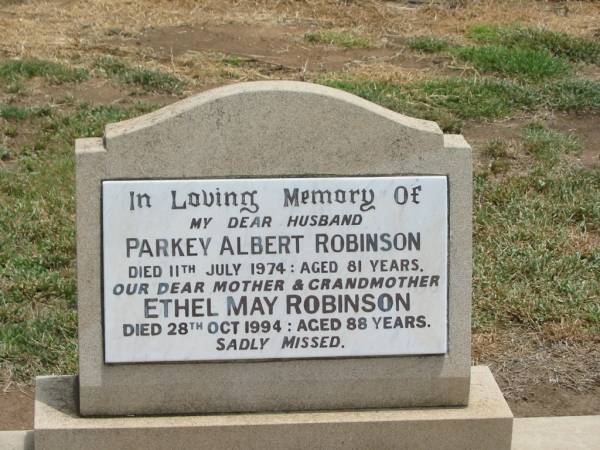 In Loving Memory Of
MY DEAR HUSBAND
PARKEY ALBERT ROBINSON
DIED 11TH JULY 1974 : AGED 81 YEARS.
OUR DEAR MOTHER & GRANDMOTHER
ETHEL MAY ROBINSON
DIED 28TH OCT 1994 : AGED 88 YEARS.
SADLY MISSED.